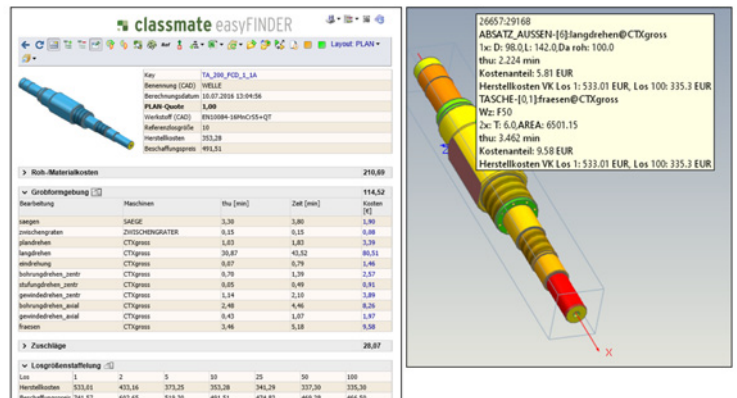 classmate easyFINDER
Layout PLAN
Key TA_200_FCD_1_1A
Benennung (CAD) WELLE
Berechnungsdatum 10.07.2016 13:04:56
PLAN-Quote 1,00
Werkstoff (CAD) EN10084-16MnCrS5+QT
Referenzlosgröße 10
Herstellkosten 353,28
Beschaffungspreis 491,51
Roh-/Materialkosten 210,69
Grobformgebung 114,52
Bearbeitung Maschinen thu [min] Zeit [min] Kosten [€]
saegen SAEGE 3,30 3,80 1,90
zwischengraten ZWISCHENGRATER 0,15 0,15 0,08
plandrehen CTXgross 1,03 1,83 3,39
langdrehen CTXgross 30,87 43,52 80,51
eindrehung CTXgross 0,07 0,79 1,46
bohrungdrehen_zentr CTXgross 0,70 1,39 2,57
stufungdrehen_zentr CTXgross 0,05 0,49 0,91
gewindedrehen_zentr CTXgross 1,14 2,10 3,89
bohrungdrehen_axial CTXgross 2,48 4,46 8,26
gewindedrehen_axial CTXgross 0,43 1,07 1,97
fraesen CTXgross 3,46 5,18 9,58
Zuschläge 28,07
Losgrößenstaffelung
Los 1 2 5 10 25 50 100
Herstellkosten 533,01 433,16 373,25 353,28 341,29 337,30 335,30
26657:29168
ABSATZ_AUSSEN-[6]:langdrehen@CTXgross
1x: D: 98.0,L: 142.0,Da roh: 100.0
thu: 2.224 min
Kostenanteil: 5.81 EUR
Herstellkosten VK Los 1: 533.01 EUR, Los 100: 335.3 EUR
TASCHE-[0,1]:fraesen@CTXgross
Wz: F50
2x: T: 6.0,AREA: 6501.15
thu: 3.462 min
Kostenanteil: 9.58 EUR
Herstellkosten VK Los 1: 533.01 EUR, Los 100: 335.3 EUR
Z
X